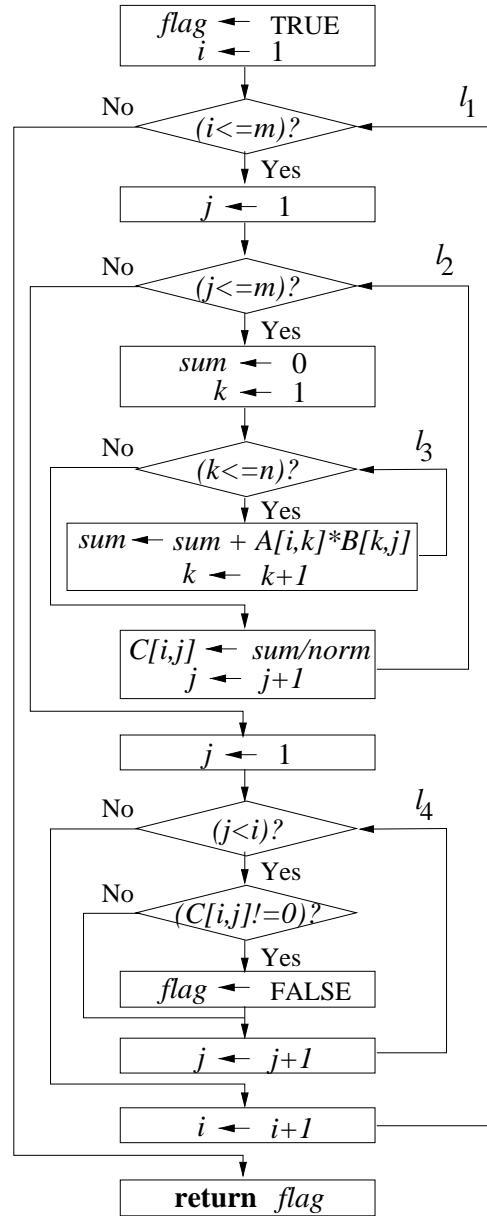 flag ← TRUE
i ← 1
No
l1
(i<=m)?
Yes
j ← 1
No
l2
(j<=m)?
Yes
sum ← 0
k ← 1
No
l3
(k<=n)?
Yes
sum ← sum + A[i,k]*B[k,j]
k ← k+1
C[i,j] ← sum/norm
j ← j+1
j ← 1
No
l4
(j<i)?
Yes
No
(C[i,j]!=0)?
Yes
flag ← FALSE
j ← j+1
i ← i+1
return flag